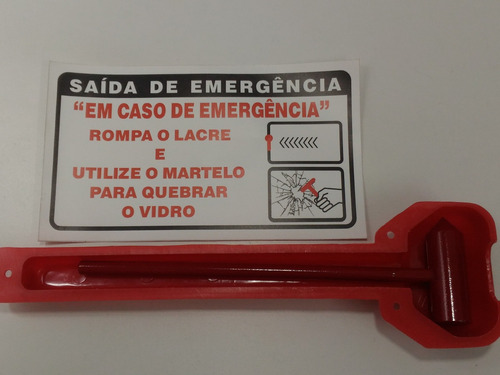 SAÍDA DE EMERGÊNCIA
“EM CASO DE EMERGÊNCIA”
ROMPA O LACRE
E
UTILIZE O MARTELO
PARA QUEBRAR
O VIDRO